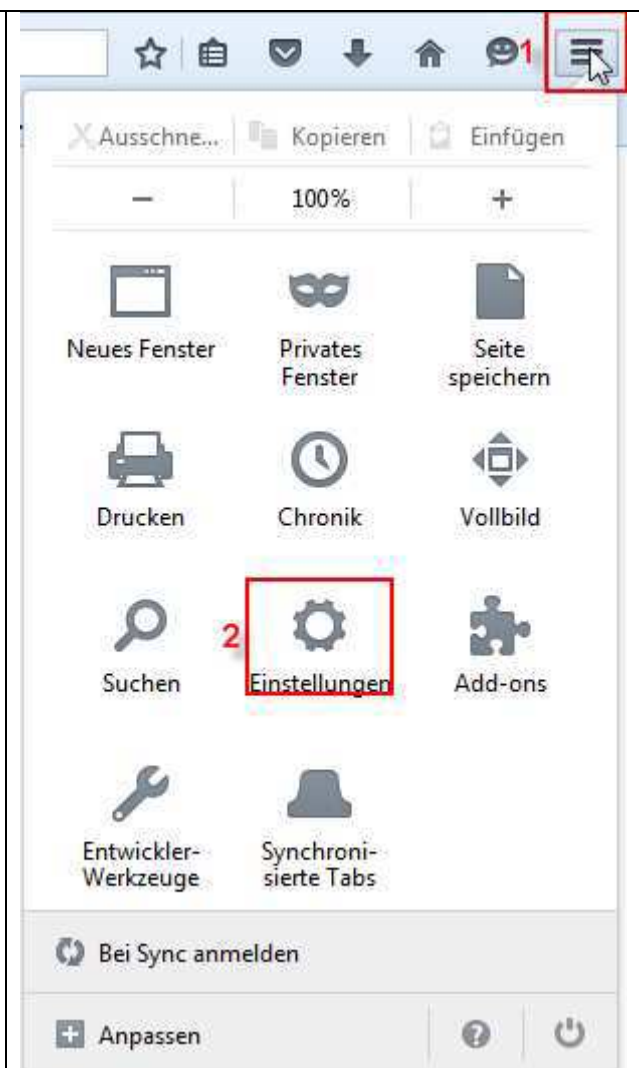 1
Ausschne... Kopieren Einfügen
− 100% +
Neues Fenster Privates Fenster Seite speichern
Drucken Chronik Vollbild
2
Suchen Einstellungen Add-ons
Entwickler-Werkzeuge Synchroni-sierte Tabs
Bei Sync anmelden
Anpassen